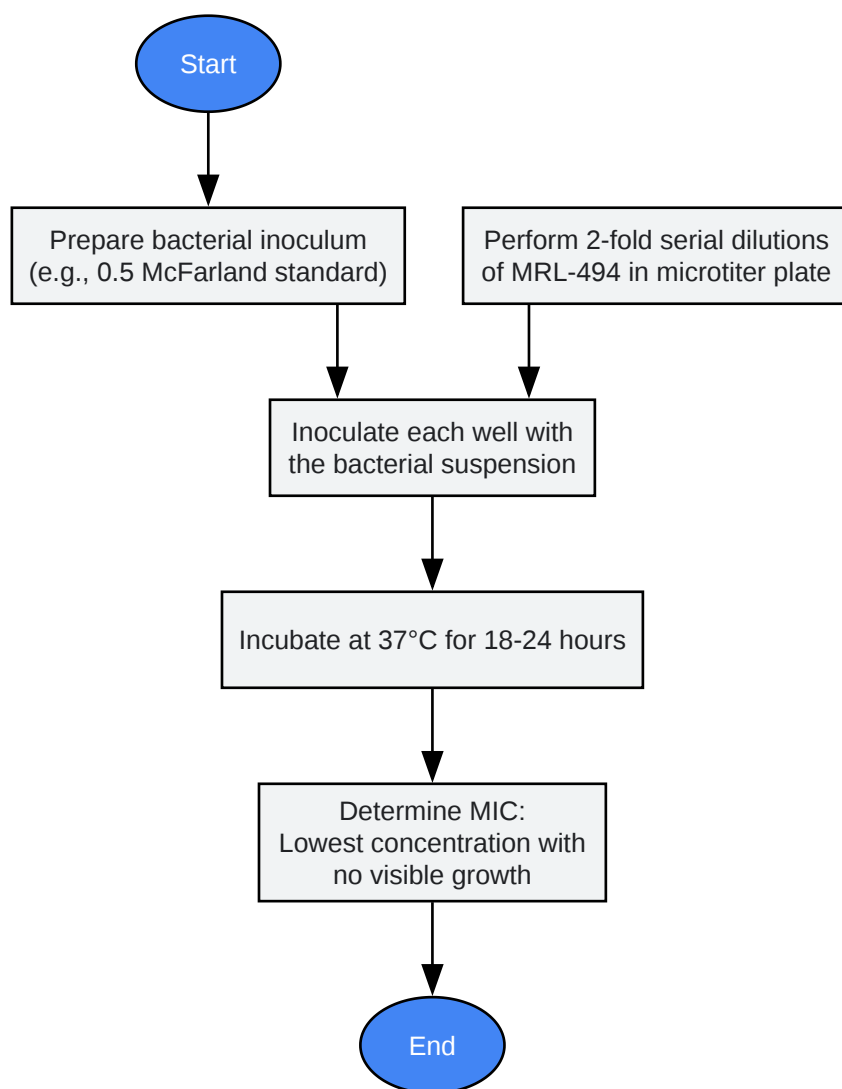 Start
Prepare bacterial inoculum
(e.g., 0.5 McFarland standard)
Perform 2-fold serial dilutions
of MRL-494 in microtiter plate
Inoculate each well with
the bacterial suspension
Incubate at 37°C for 18-24 hours
Determine MIC:
Lowest concentration with
no visible growth
End